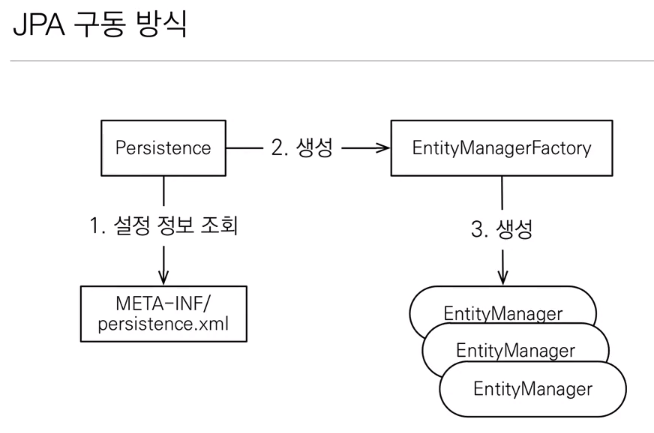 JPA 구동 방식
Persistence
2. 생성
EntityManagerFactory
1. 설정 정보 조회
3. 생성
META-INF/
persistence.xml
EntityManager
EntityManager
EntityManager